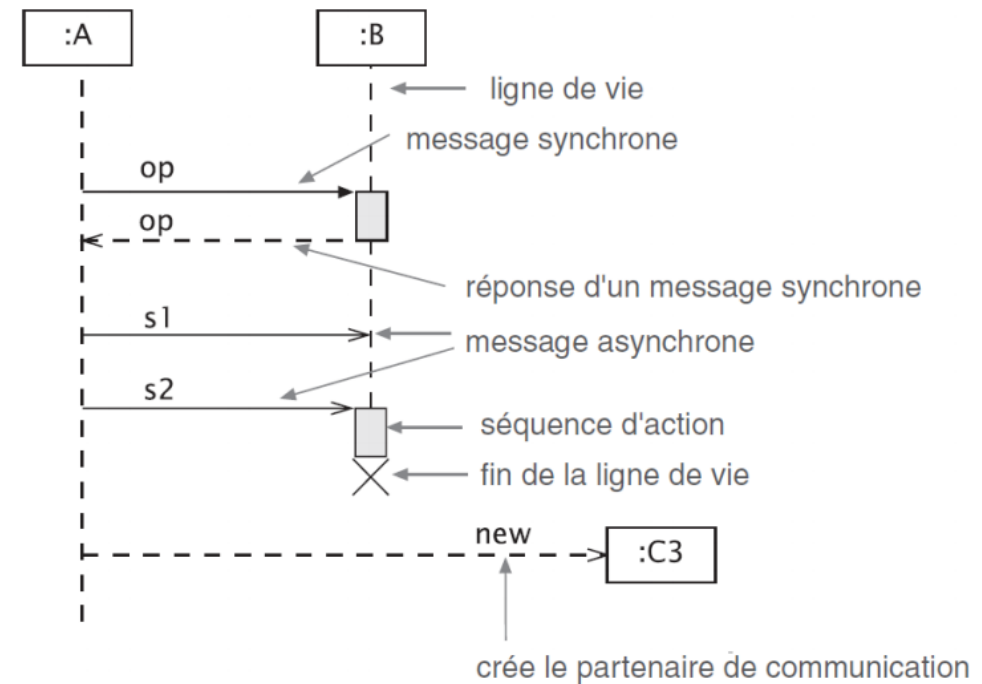 :A
:B
ligne de vie
message synchrone
op
op
réponse d'un message synchrone
s1
message asynchrone
s2
séquence d'action
fin de la ligne de vie
new
:C3
crée le partenaire de communication